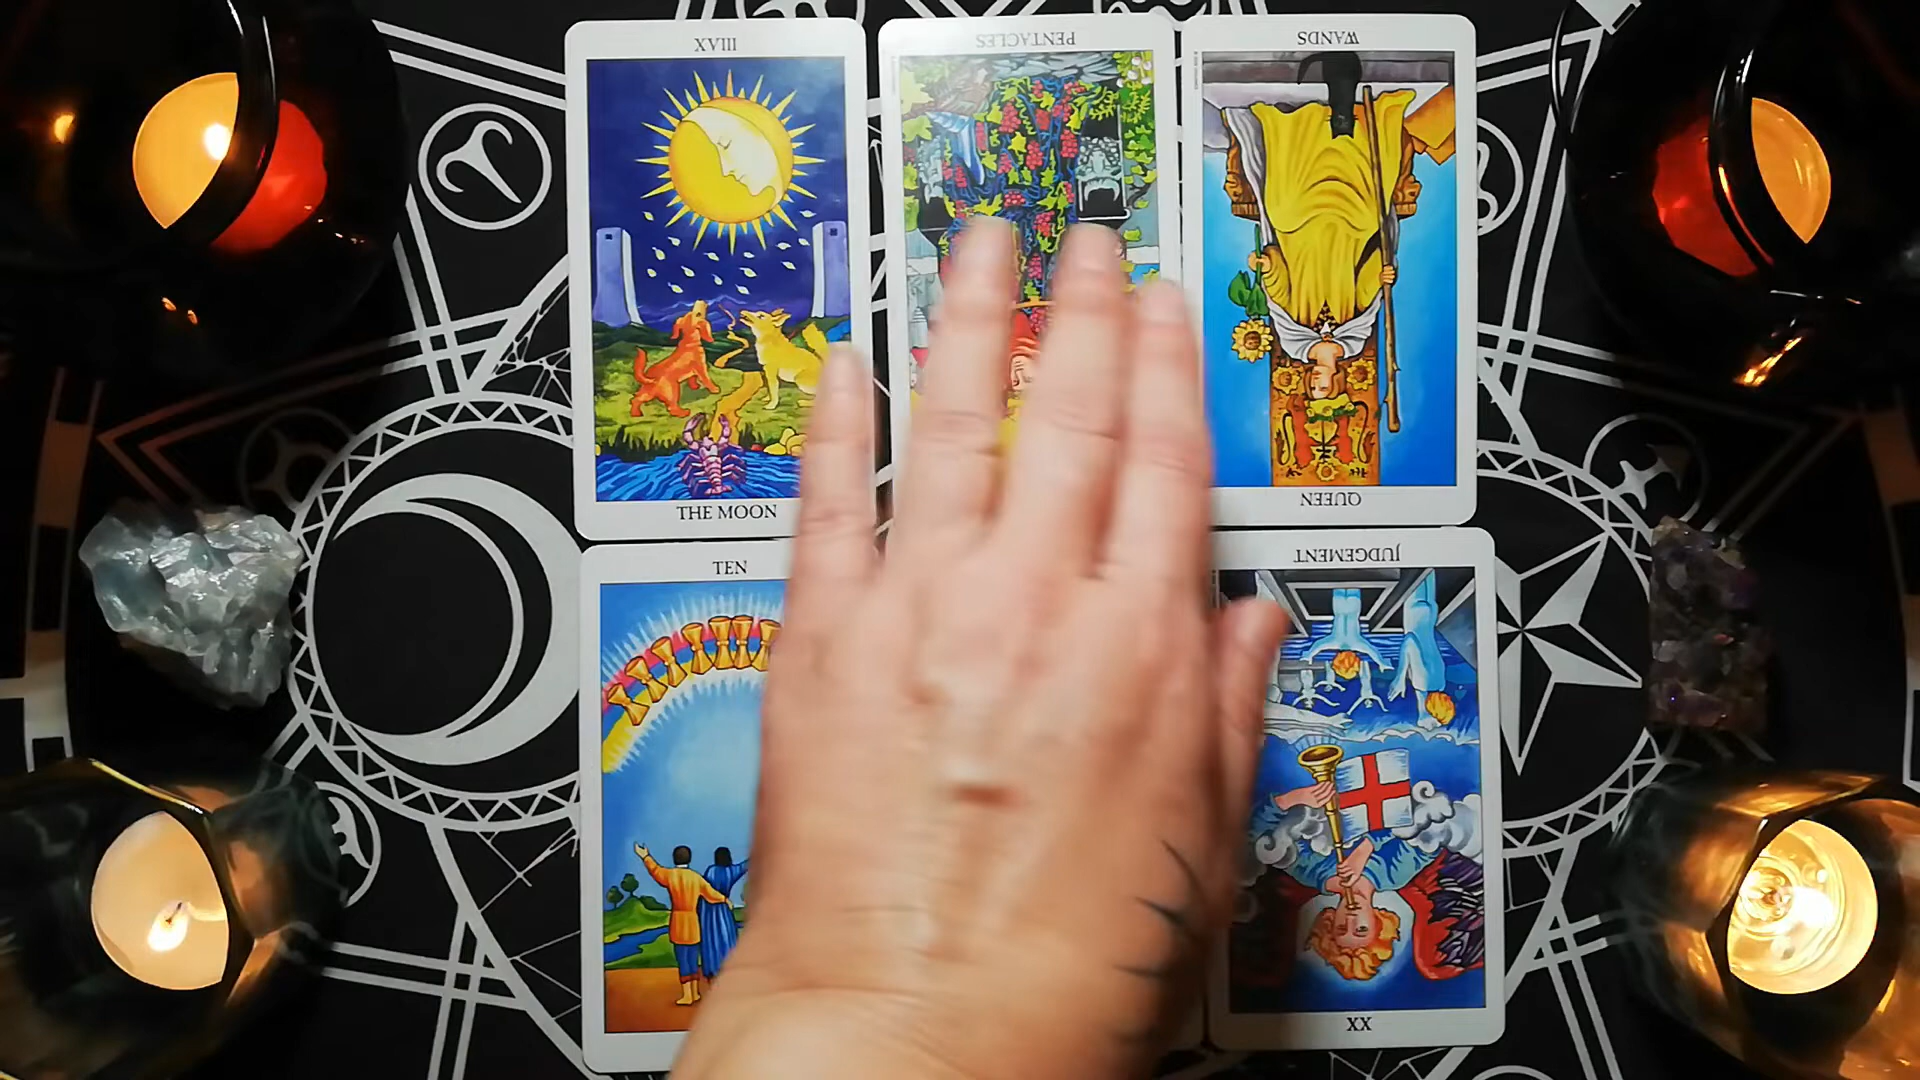 XVIII
PENTACLES
WANDS
THE MOON
QUEEN
TEN
JUDGEMENT
XX